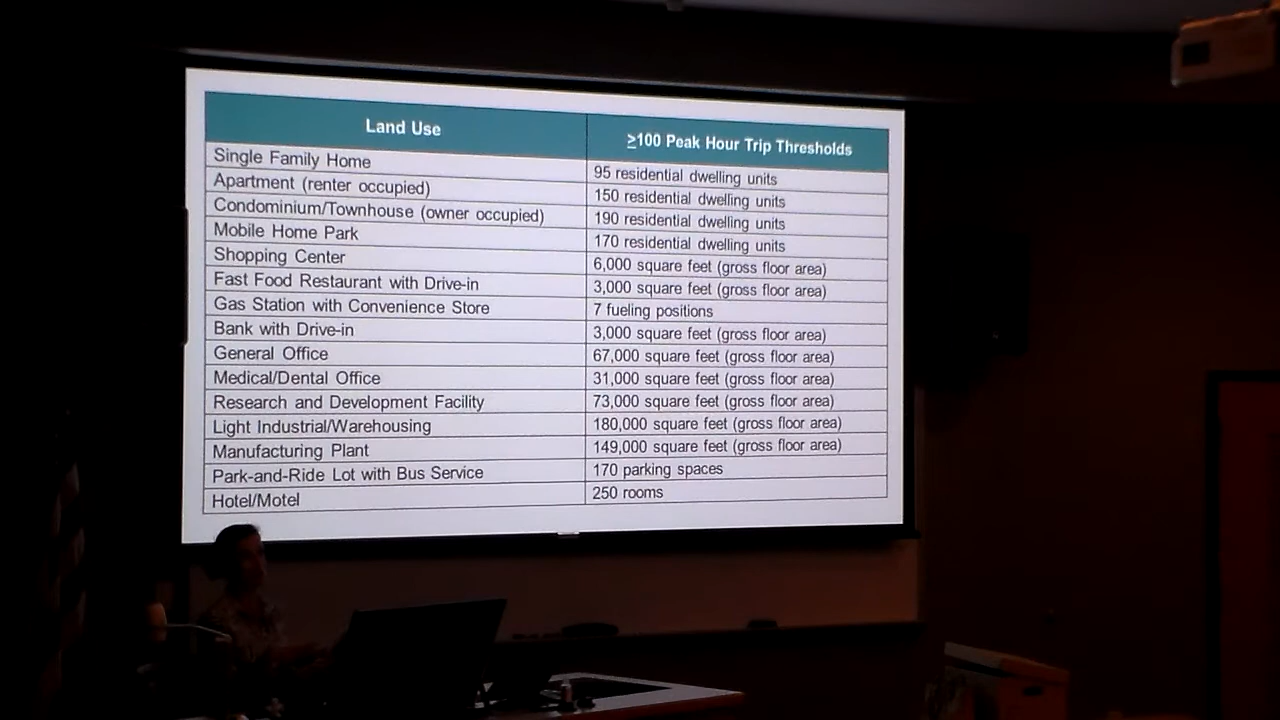 Land Use ≥100 Peak Hour Trip Thresholds
Single Family Home 95 residential dwelling units
Apartment (renter occupied) 150 residential dwelling units
Condominium/Townhouse (owner occupied) 190 residential dwelling units
Mobile Home Park 170 residential dwelling units
Shopping Center 6,000 square feet (gross floor area)
Fast Food Restaurant with Drive-in 3,000 square feet (gross floor area)
Gas Station with Convenience Store 7 fueling positions
Bank with Drive-in 3,000 square feet (gross floor area)
General Office 67,000 square feet (gross floor area)
Medical/Dental Office 31,000 square feet (gross floor area)
Research and Development Facility 73,000 square feet (gross floor area)
Light Industrial/Warehousing 180,000 square feet (gross floor area)
Manufacturing Plant 149,000 square feet (gross floor area)
Park-and-Ride Lot with Bus Service 170 parking spaces
Hotel/Motel 250 rooms